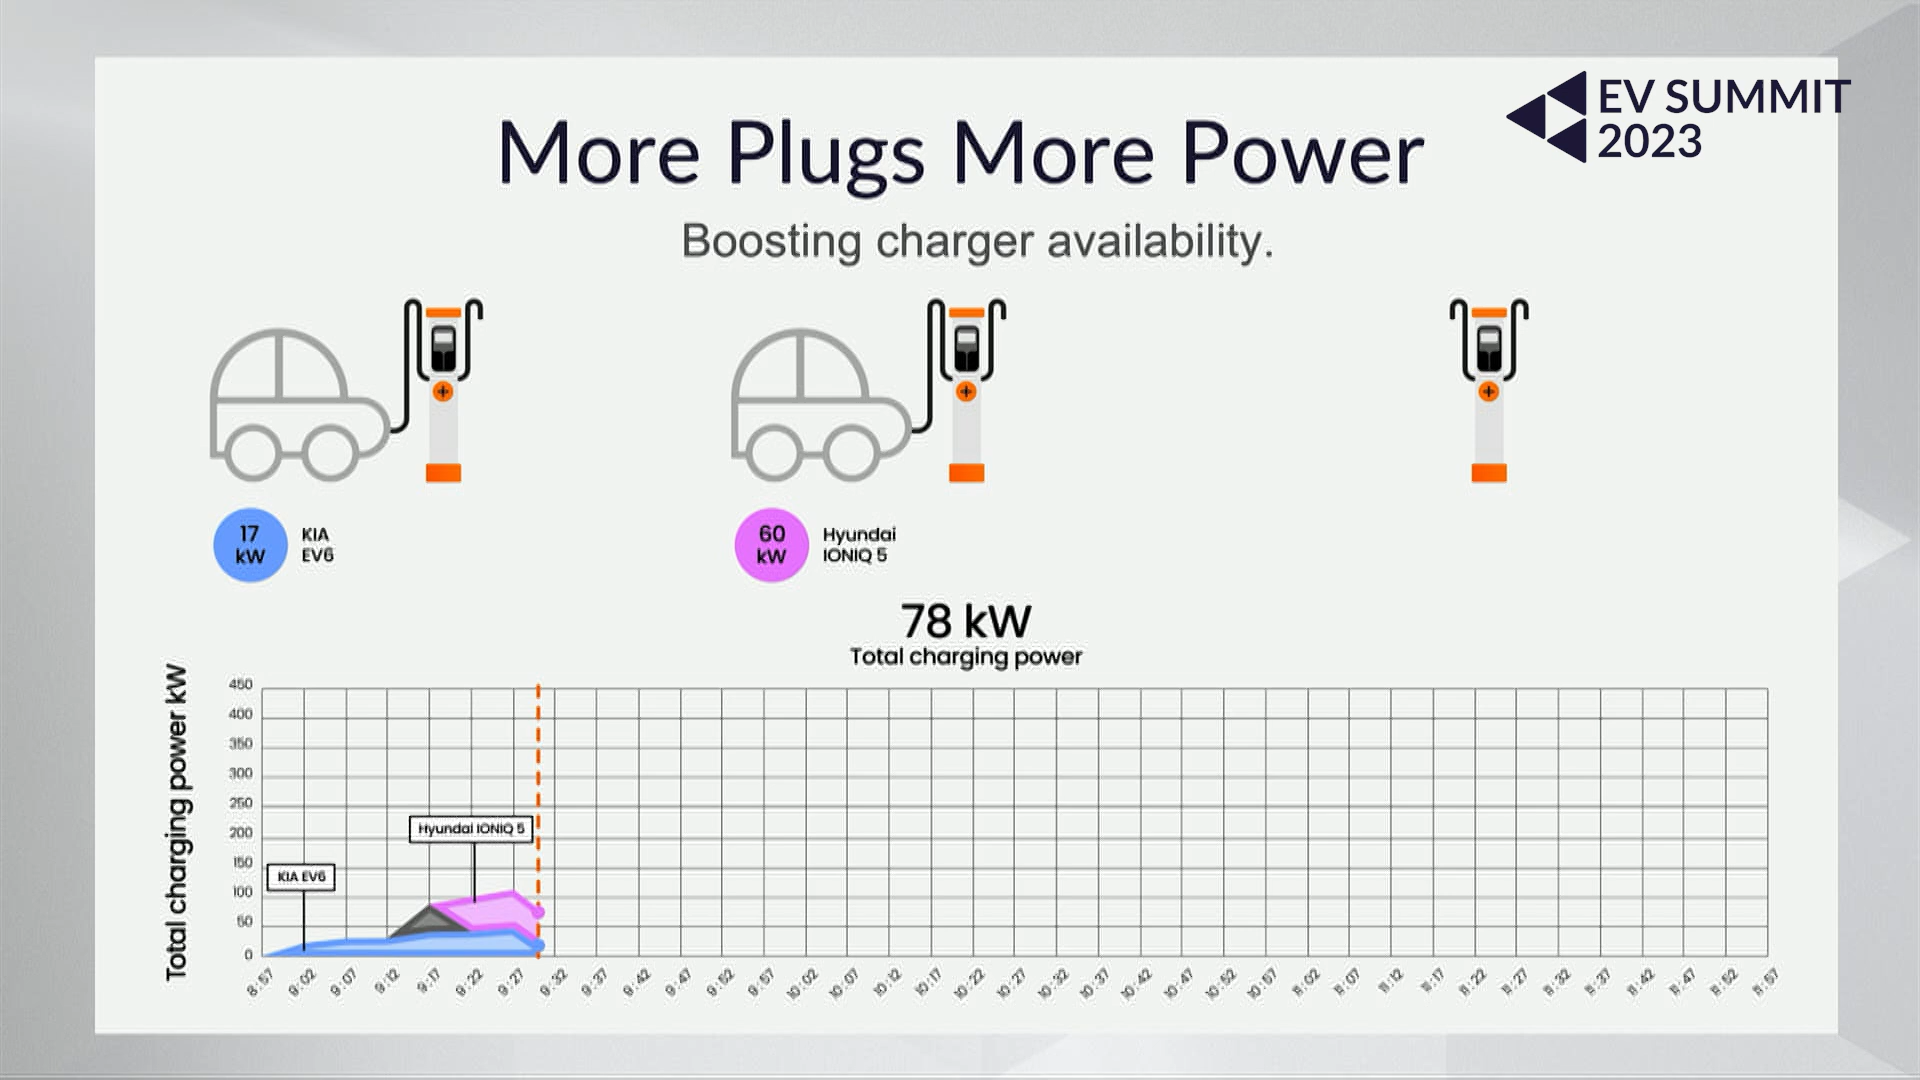 EV SUMMIT
2023
More Plugs More Power
Boosting charger availability.
17
kW
KIA
EV6
60
kW
Hyundai
IONIQ 5
78 kW
Total charging power
Total charging power kW
450
400
350
300
250
200
150
100
50
0
Hyundai IONIQ 5
KIA EV6
8:57 9:02 9:07 9:12 9:17 9:22 9:27 9:32 9:37 9:42 9:47 9:52 9:57 10:02 10:07 10:12 10:17 10:22 10:27 10:32 10:37 10:42 10:47 10:52 10:57 11:02 11:07 11:12 11:17 11:22 11:27 11:32 11:37 11:42 11:47 11:52 11:57